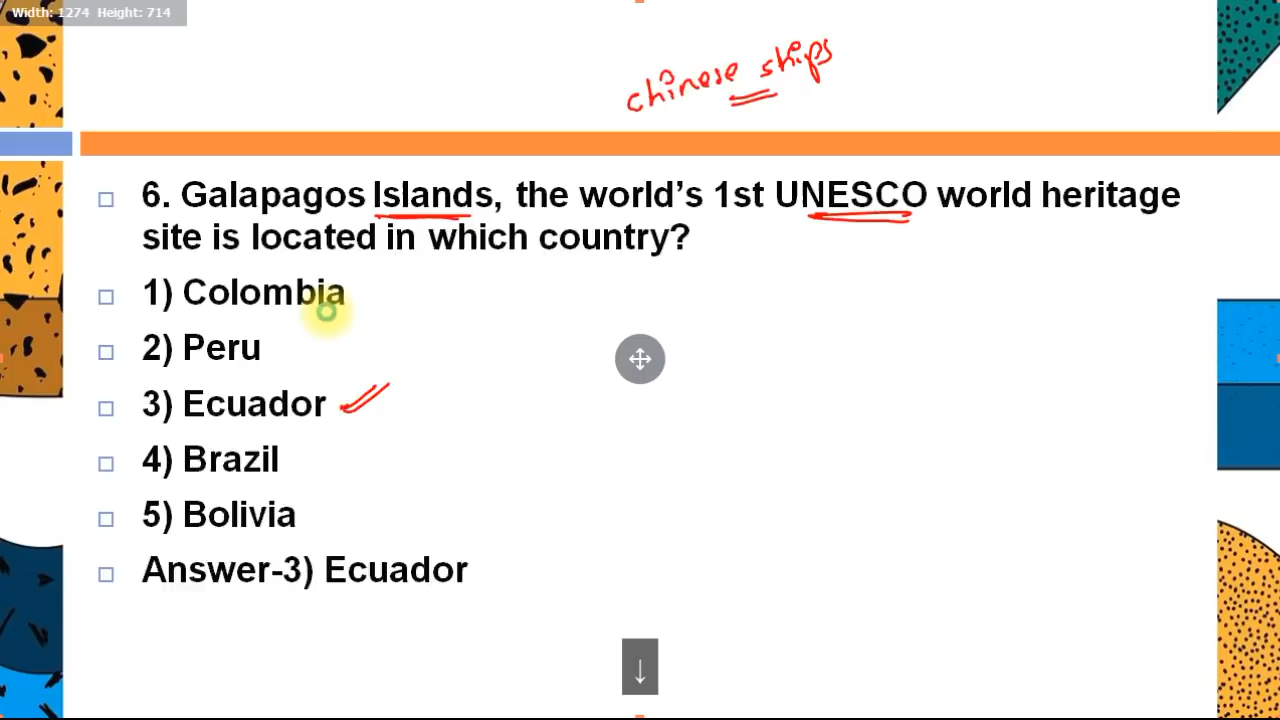 Width: 1274 Height: 714
chinese ships
6. Galapagos Islands, the world's 1st UNESCO world heritage
site is located in which country?
1) Colombia
2) Peru
3) Ecuador
4) Brazil
5) Bolivia
Answer-3) Ecuador